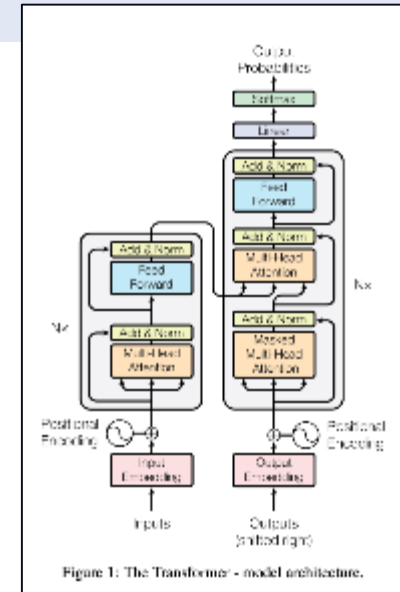 Output
Probabilities
Softmax
Linear
Add & Norm
Feed
Forward
Add & Norm
Multi-Head
Attention
Add & Norm
Masked
Multi-Head
Attention
Nx
Add & Norm
Feed
Forward
Add & Norm
Multi-Head
Attention
Nx
Positional
Encoding
Positional
Encoding
Input
Embedding
Output
Embedding
Inputs
Outputs
(shifted right)
Figure 1: The Transformer - model architecture.